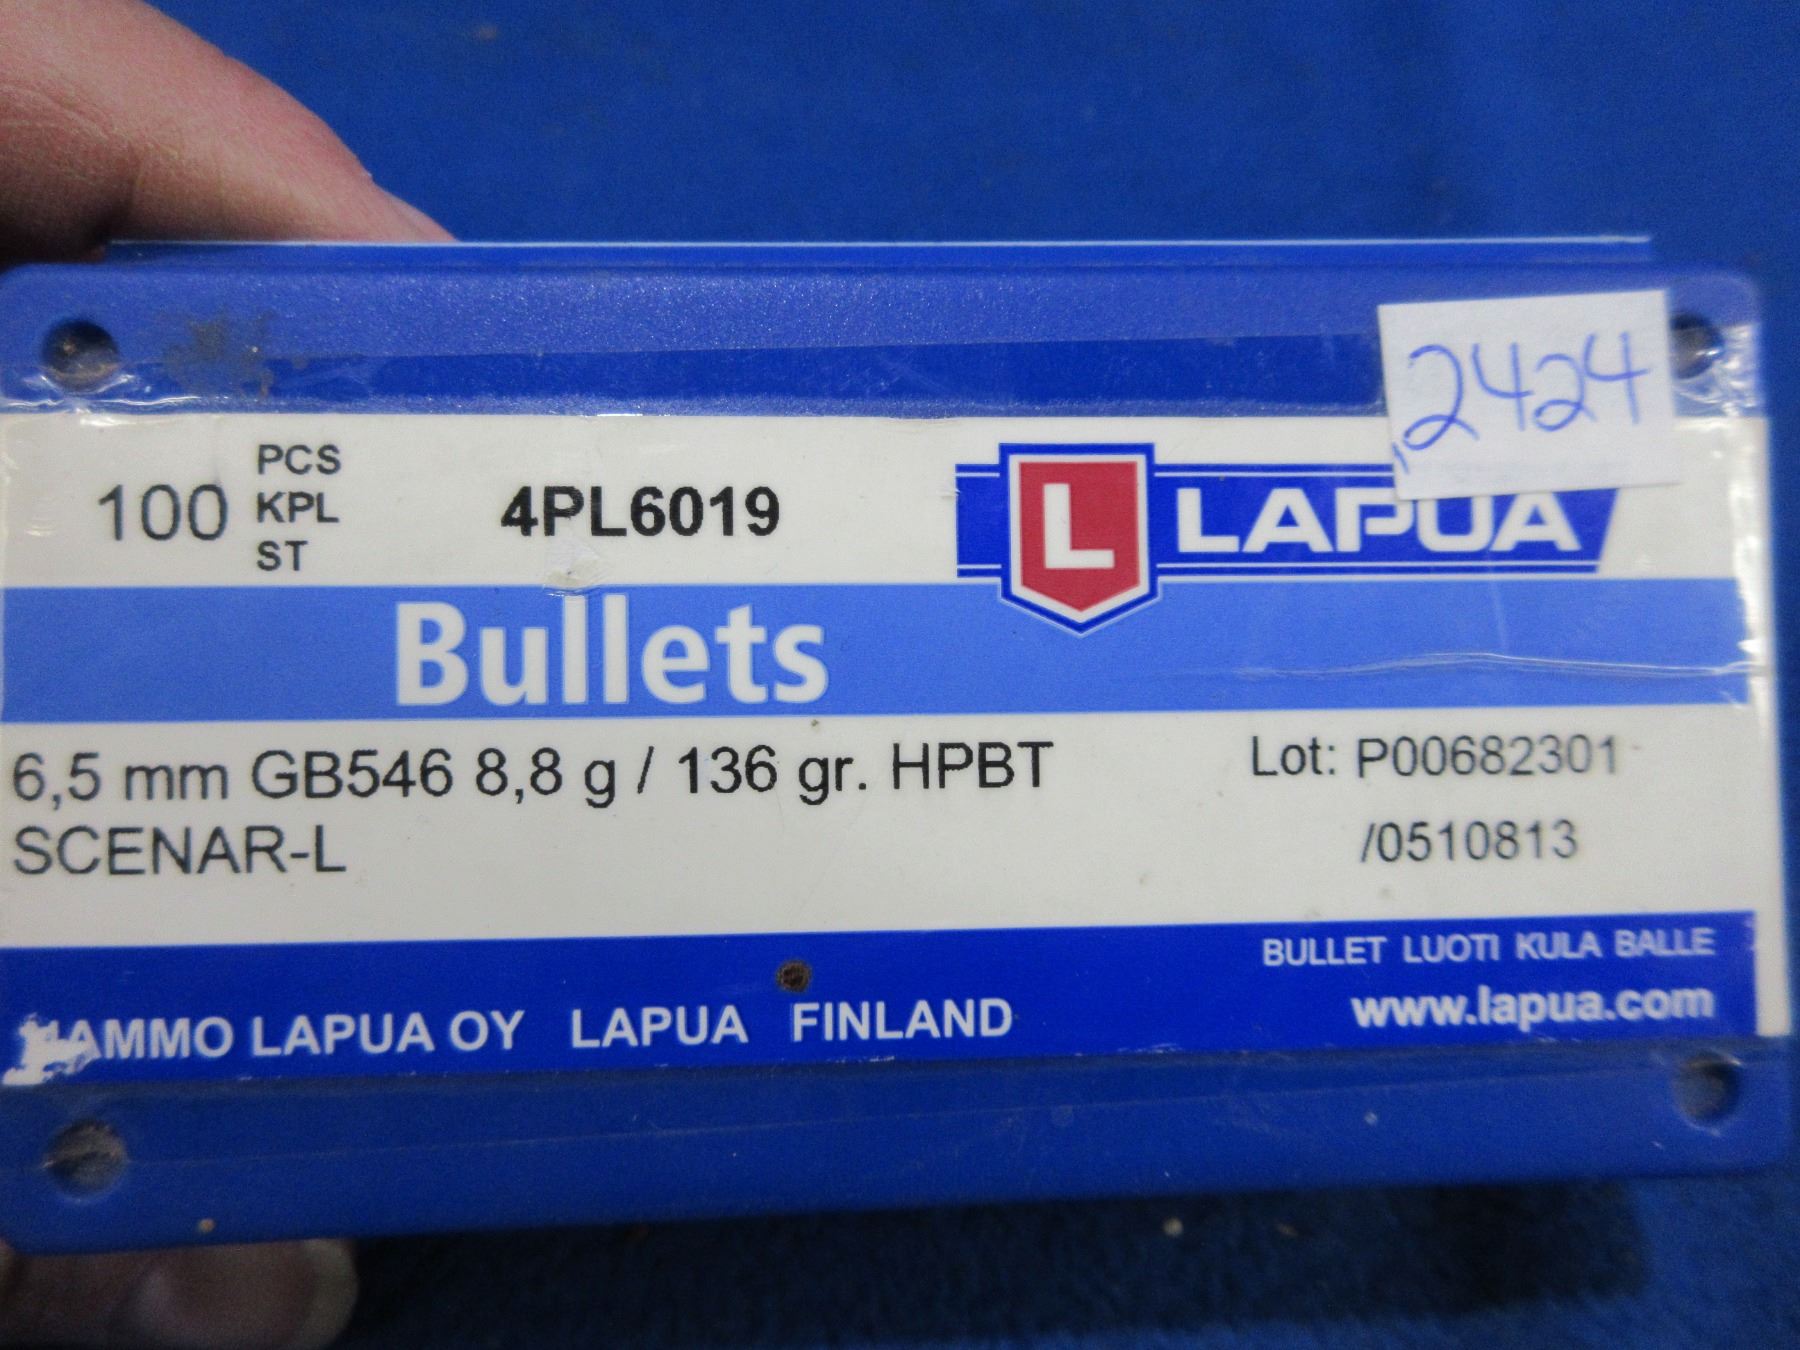 2424
100 PCS
KPL
ST
4PL6019
L LAPUA
Bullets
6,5 mm GB546 8,8 g / 136 gr. HPBT
SCENAR-L
Lot: P00682301
/0510813
BULLET LUOTI KULA BALLE
www.lapua.com
AMMO LAPUA OY LAPUA FINLAND